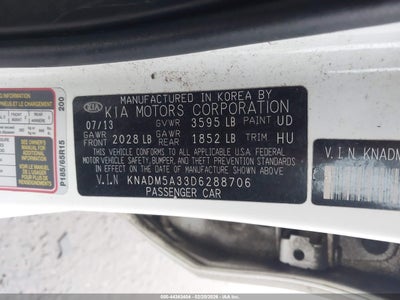 MANUFACTURED IN KOREA BY
KIA KIA MOTORS CORPORATION
07/13 GVWR 3595 LB PAINT UD
GAWR FRONT 2028 LB GAWR REAR 1852 LB TRIM HU
THIS VEHICLE CONFORMS TO ALL APPLICABLE
FEDERAL MOTOR VEHICLE SAFETY, BUMPER,
AND THEFT PREVENTION STANDARDS
IN EFFECT ON THE DATE OF MANUFACTURE
SHOWN ABOVE.
V.I.N KNADM5A33D6288706
PASSENGER CAR
V.I.N KNADM
P185/65R15
200